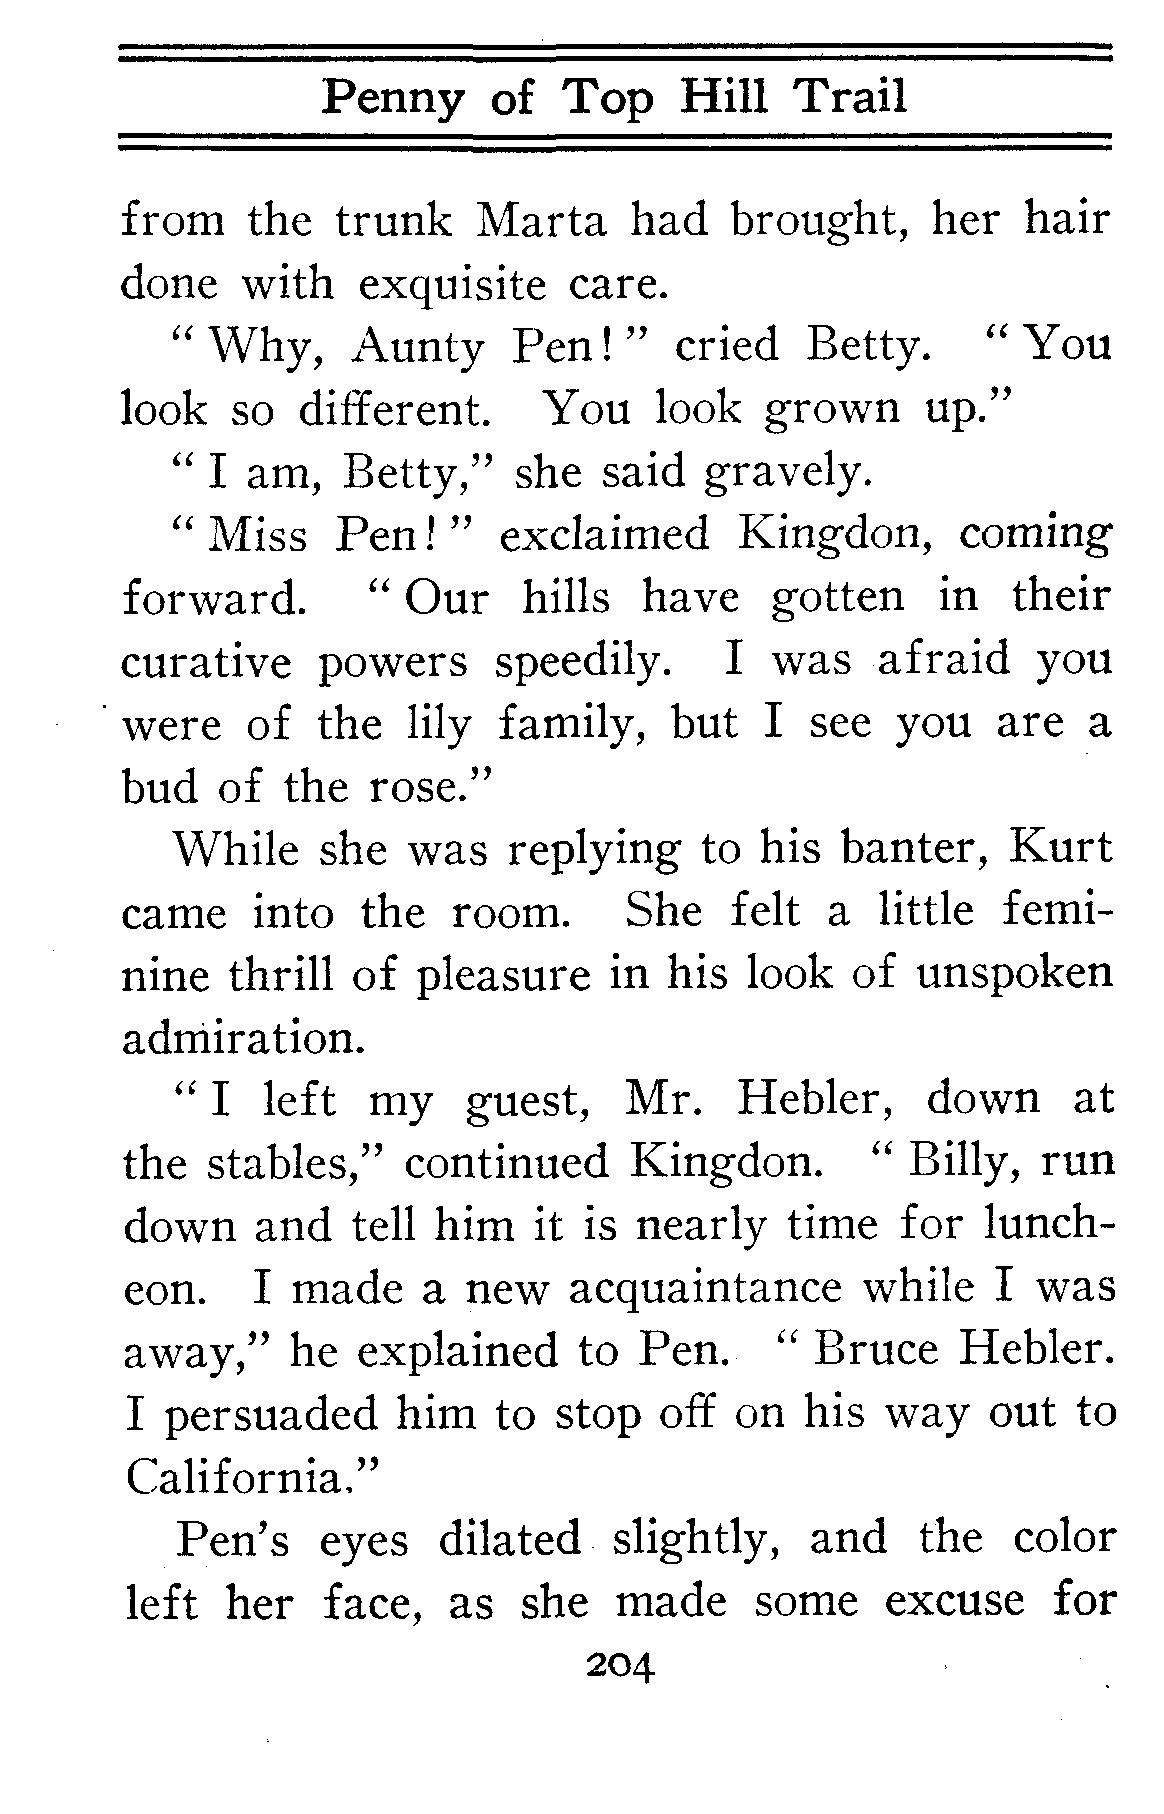 Penny of Top Hill Trail
from the trunk Marta had brought, her hair
done with exquisite care.
“ Why, Aunty Pen! ” cried Betty. “ You
look so different. You look grown up.”
“ I am, Betty,” she said gravely.
“ Miss Pen! ” exclaimed Kingdon, coming
forward. “ Our hills have gotten in their
curative powers speedily. I was afraid you
were of the lily family, but I see you are a
bud of the rose.”
While she was replying to his banter, Kurt
came into the room. She felt a little femi-
nine thrill of pleasure in his look of unspoken
admiration.
“ I left my guest, Mr. Hebler, down at
the stables,” continued Kingdon. “ Billy, run
down and tell him it is nearly time for lunch-
eon. I made a new acquaintance while I was
away,” he explained to Pen. “ Bruce Hebler.
I persuaded him to stop off on his way out to
California.”
Pen’s eyes dilated slightly, and the color
left her face, as she made some excuse for
204